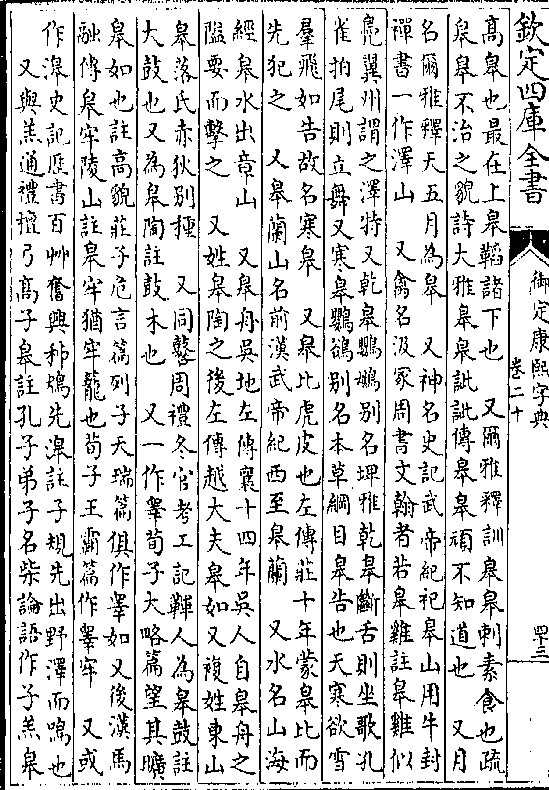 欽定四庫全書
御定康熙字典
卷二十
四十三
高臯也最在上臯韜諸下也　又爾雅釋訓臯臯刺素食也疏
臯臯不治之貌詩大雅臯臯訿訿傳臯臯頑不知道也　又月
名爾雅釋天五月為臯　又神名史記武帝紀祀臯山用牛封
禪書一作澤山　又禽名汲冢周書文翰者若臯雞註臯雞似
鳬翼州謂之澤特又乾臯鸚鵡別名埤雅乾臯斷舌則坐歌孔
雀拍尾則立舞又寒臯鸜鵒别名本草綱目臯告也天寒欲雪
羣飛如告故名寒臯　又臯比虎皮也左傳莊十年蒙臯比而
先犯之　又臯蘭山名前漢武帝紀西至臯蘭　又水名山海
經臯水出章山　又臯舟吳地左傳襄十四年吳人自臯舟之
隘要而擊之　又姓臯陶之後左傳越大夫臯如又複姓東山
臯落氏赤狄別種　又同鼛周禮冬官考工記韗人為臯鼓註
大鼓也又為臯陶註鼓木也　又一作睪荀子大略篇望其曠
臯如也註高貌莊子危言篇列子天瑞篇俱作睪如又後漢馬
融傳臯牢陵山註臯牢猶牢籠也荀子王霸篇作睪牢　又或
作滜史記歴書百艸奮興秭鴂先滜註子規先出野澤而鳴也
又與羔通禮檀弓高子臯註孔子弟子名柴論語作子羔臯